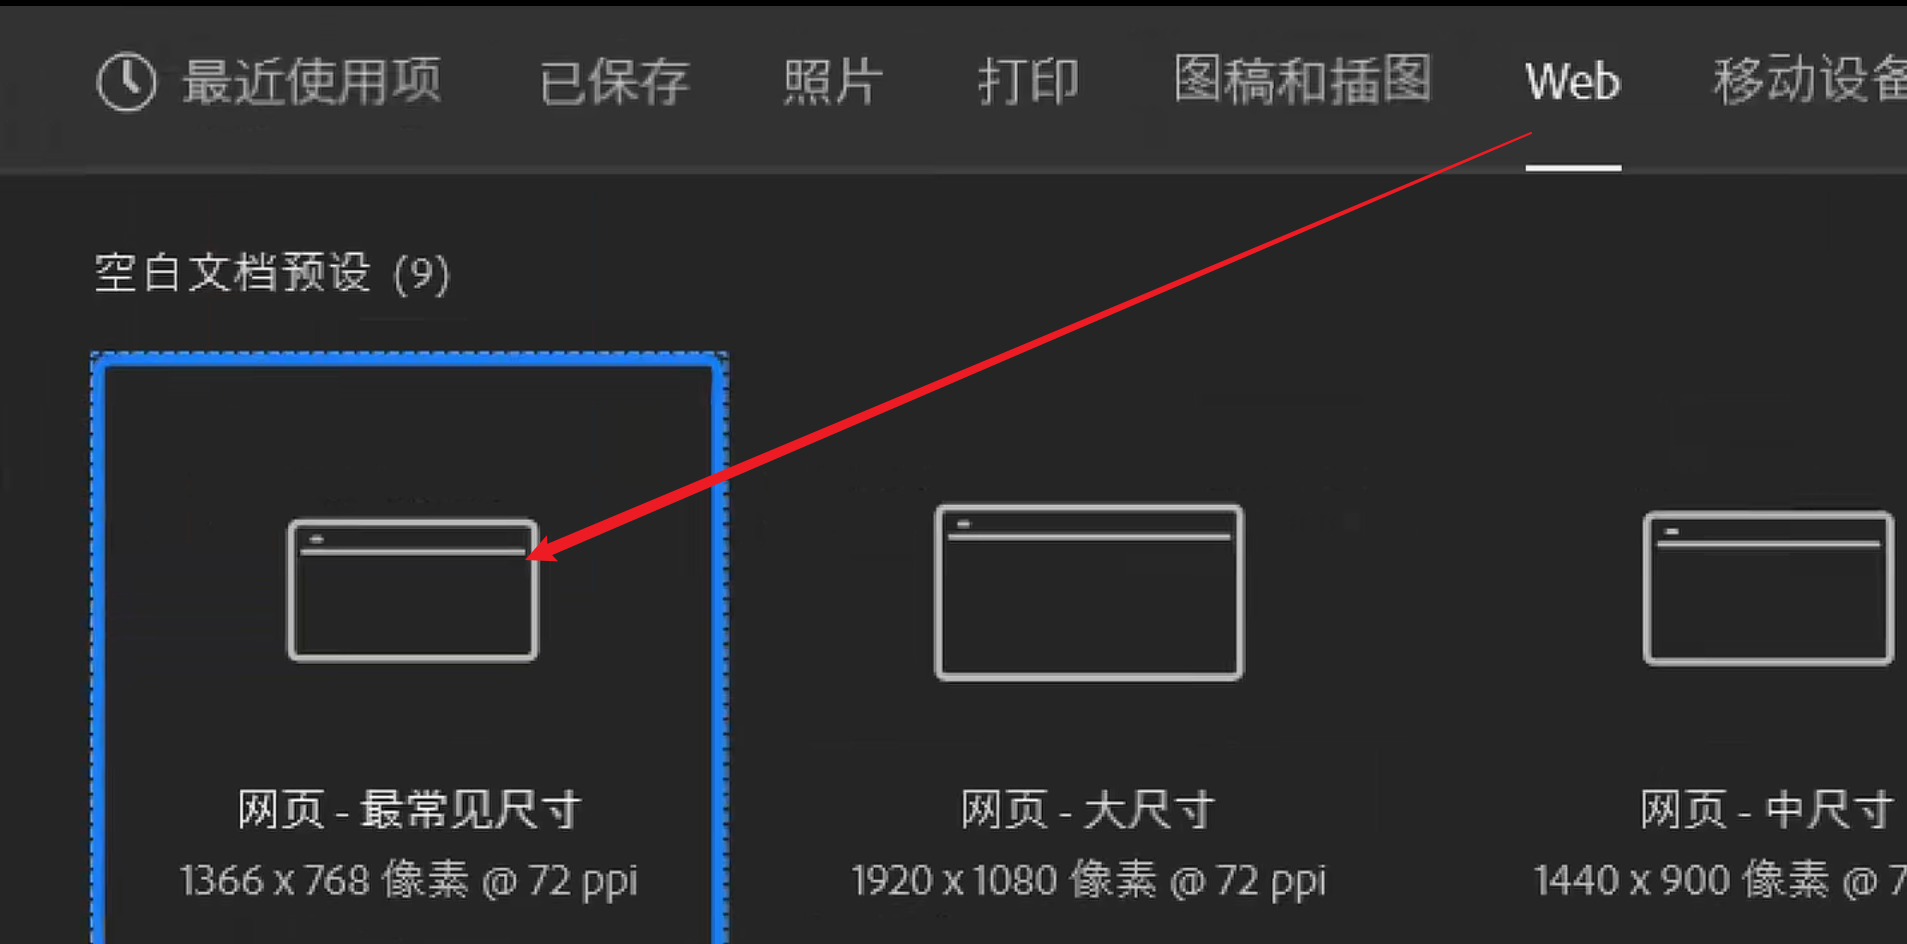 最近使用项 已保存 照片 打印 图稿和插图 Web 移动设备
空白文档预设 (9)
网页 - 最常见尺寸 网页 - 大尺寸 网页 - 中尺寸
1366 x 768 像素 @ 72 ppi 1920 x 1080 像素 @ 72 ppi 1440 x 900 像素 @ 7